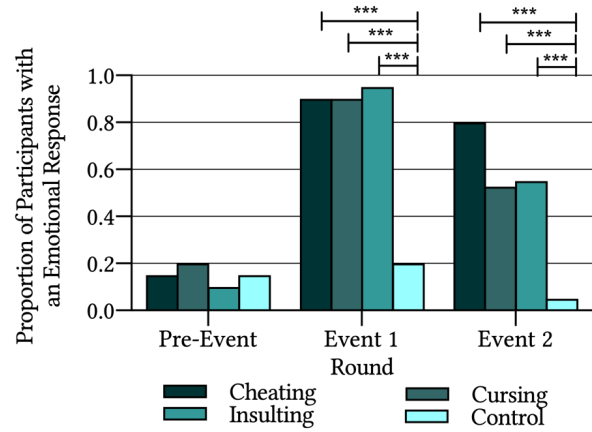 *** ***
*** ***
*** ***
Proportion of Participants with
an Emotional Response
1.0
0.8
0.6
0.4
0.2
0.0
Pre-Event Event 1 Event 2
Round
Cheating Cursing
Insulting Control